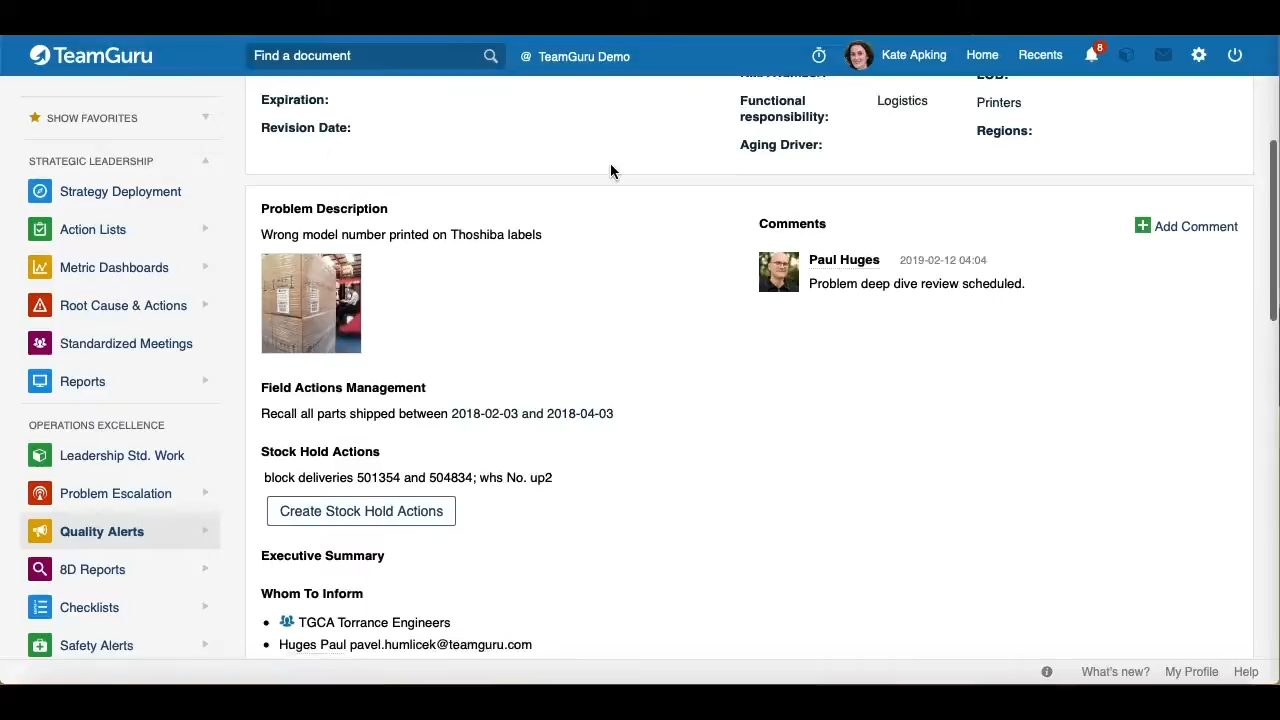 TeamGuru
Find a document
@ TeamGuru Demo
Kate Apking
Home
Recents
8
SHOW FAVORITES
STRATEGIC LEADERSHIP
Strategy Deployment
Action Lists
Metric Dashboards
Root Cause & Actions
Standardized Meetings
Reports
OPERATIONS EXCELLENCE
Leadership Std. Work
Problem Escalation
Quality Alerts
8D Reports
Checklists
Safety Alerts
Expiration:
Revision Date:
Functional
responsibility:
Logistics
Aging Driver:
Printers
Regions:
Problem Description
Wrong model number printed on Thoshiba labels
Field Actions Management
Recall all parts shipped between 2018-02-03 and 2018-04-03
Stock Hold Actions
block deliveries 501354 and 504834; whs No. up2
Create Stock Hold Actions
Executive Summary
Whom To Inform
TGCA Torrance Engineers
Huges Paul pavel.humlicek@teamguru.com
Comments
Add Comment
Paul Huges 2019-02-12 04:04
Problem deep dive review scheduled.
What's new?
My Profile
Help